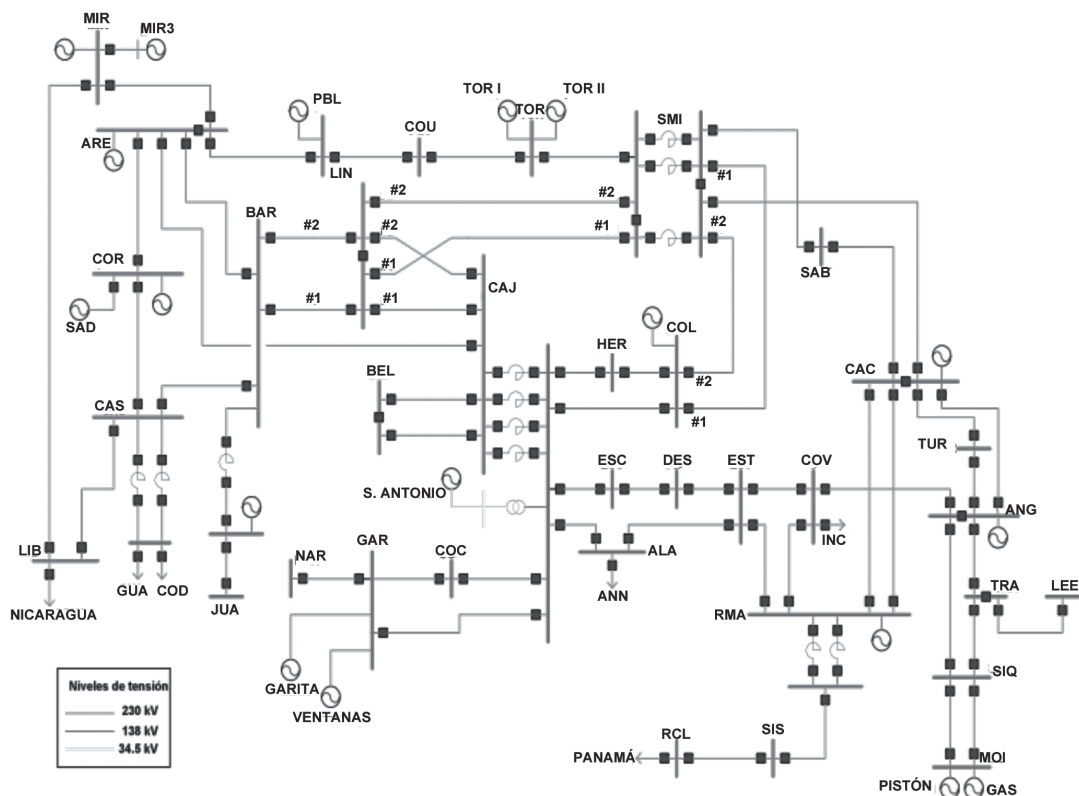 MIR
MIR3
ARE
PBL
LIN
COU
TOR I
TOR II
TOR
SMI
#1
#2
#2
#2
#1
#2
#1
#1
BAR
#2
#1
COR
SAD
CAJ
SAB
HER
COL
#2
#1
BEL
CAC
CAS
TUR
ESC
DES
EST
COV
S. ANTONIO
ANG
INC
ALA
ANN
LIB
NICARAGUA
GUA
COD
JUA
NAR
GAR
COC
TRA
LEE
RMA
GARITA
VENTANAS
SIQ
Niveles de tensión
230 kV
138 kV
34.5 kV
PANAMÁ
RCL
SIS
PISTÓN
GAS